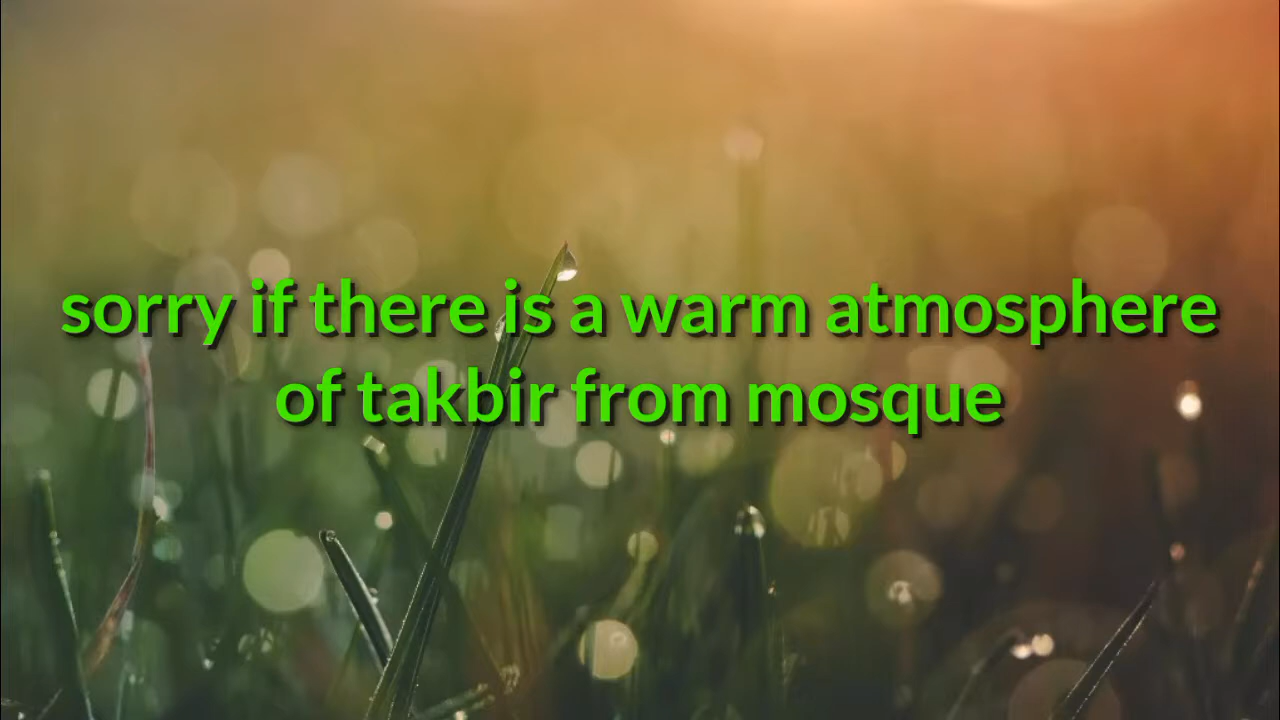 sorry if there is a warm atmosphere
of takbir from mosque